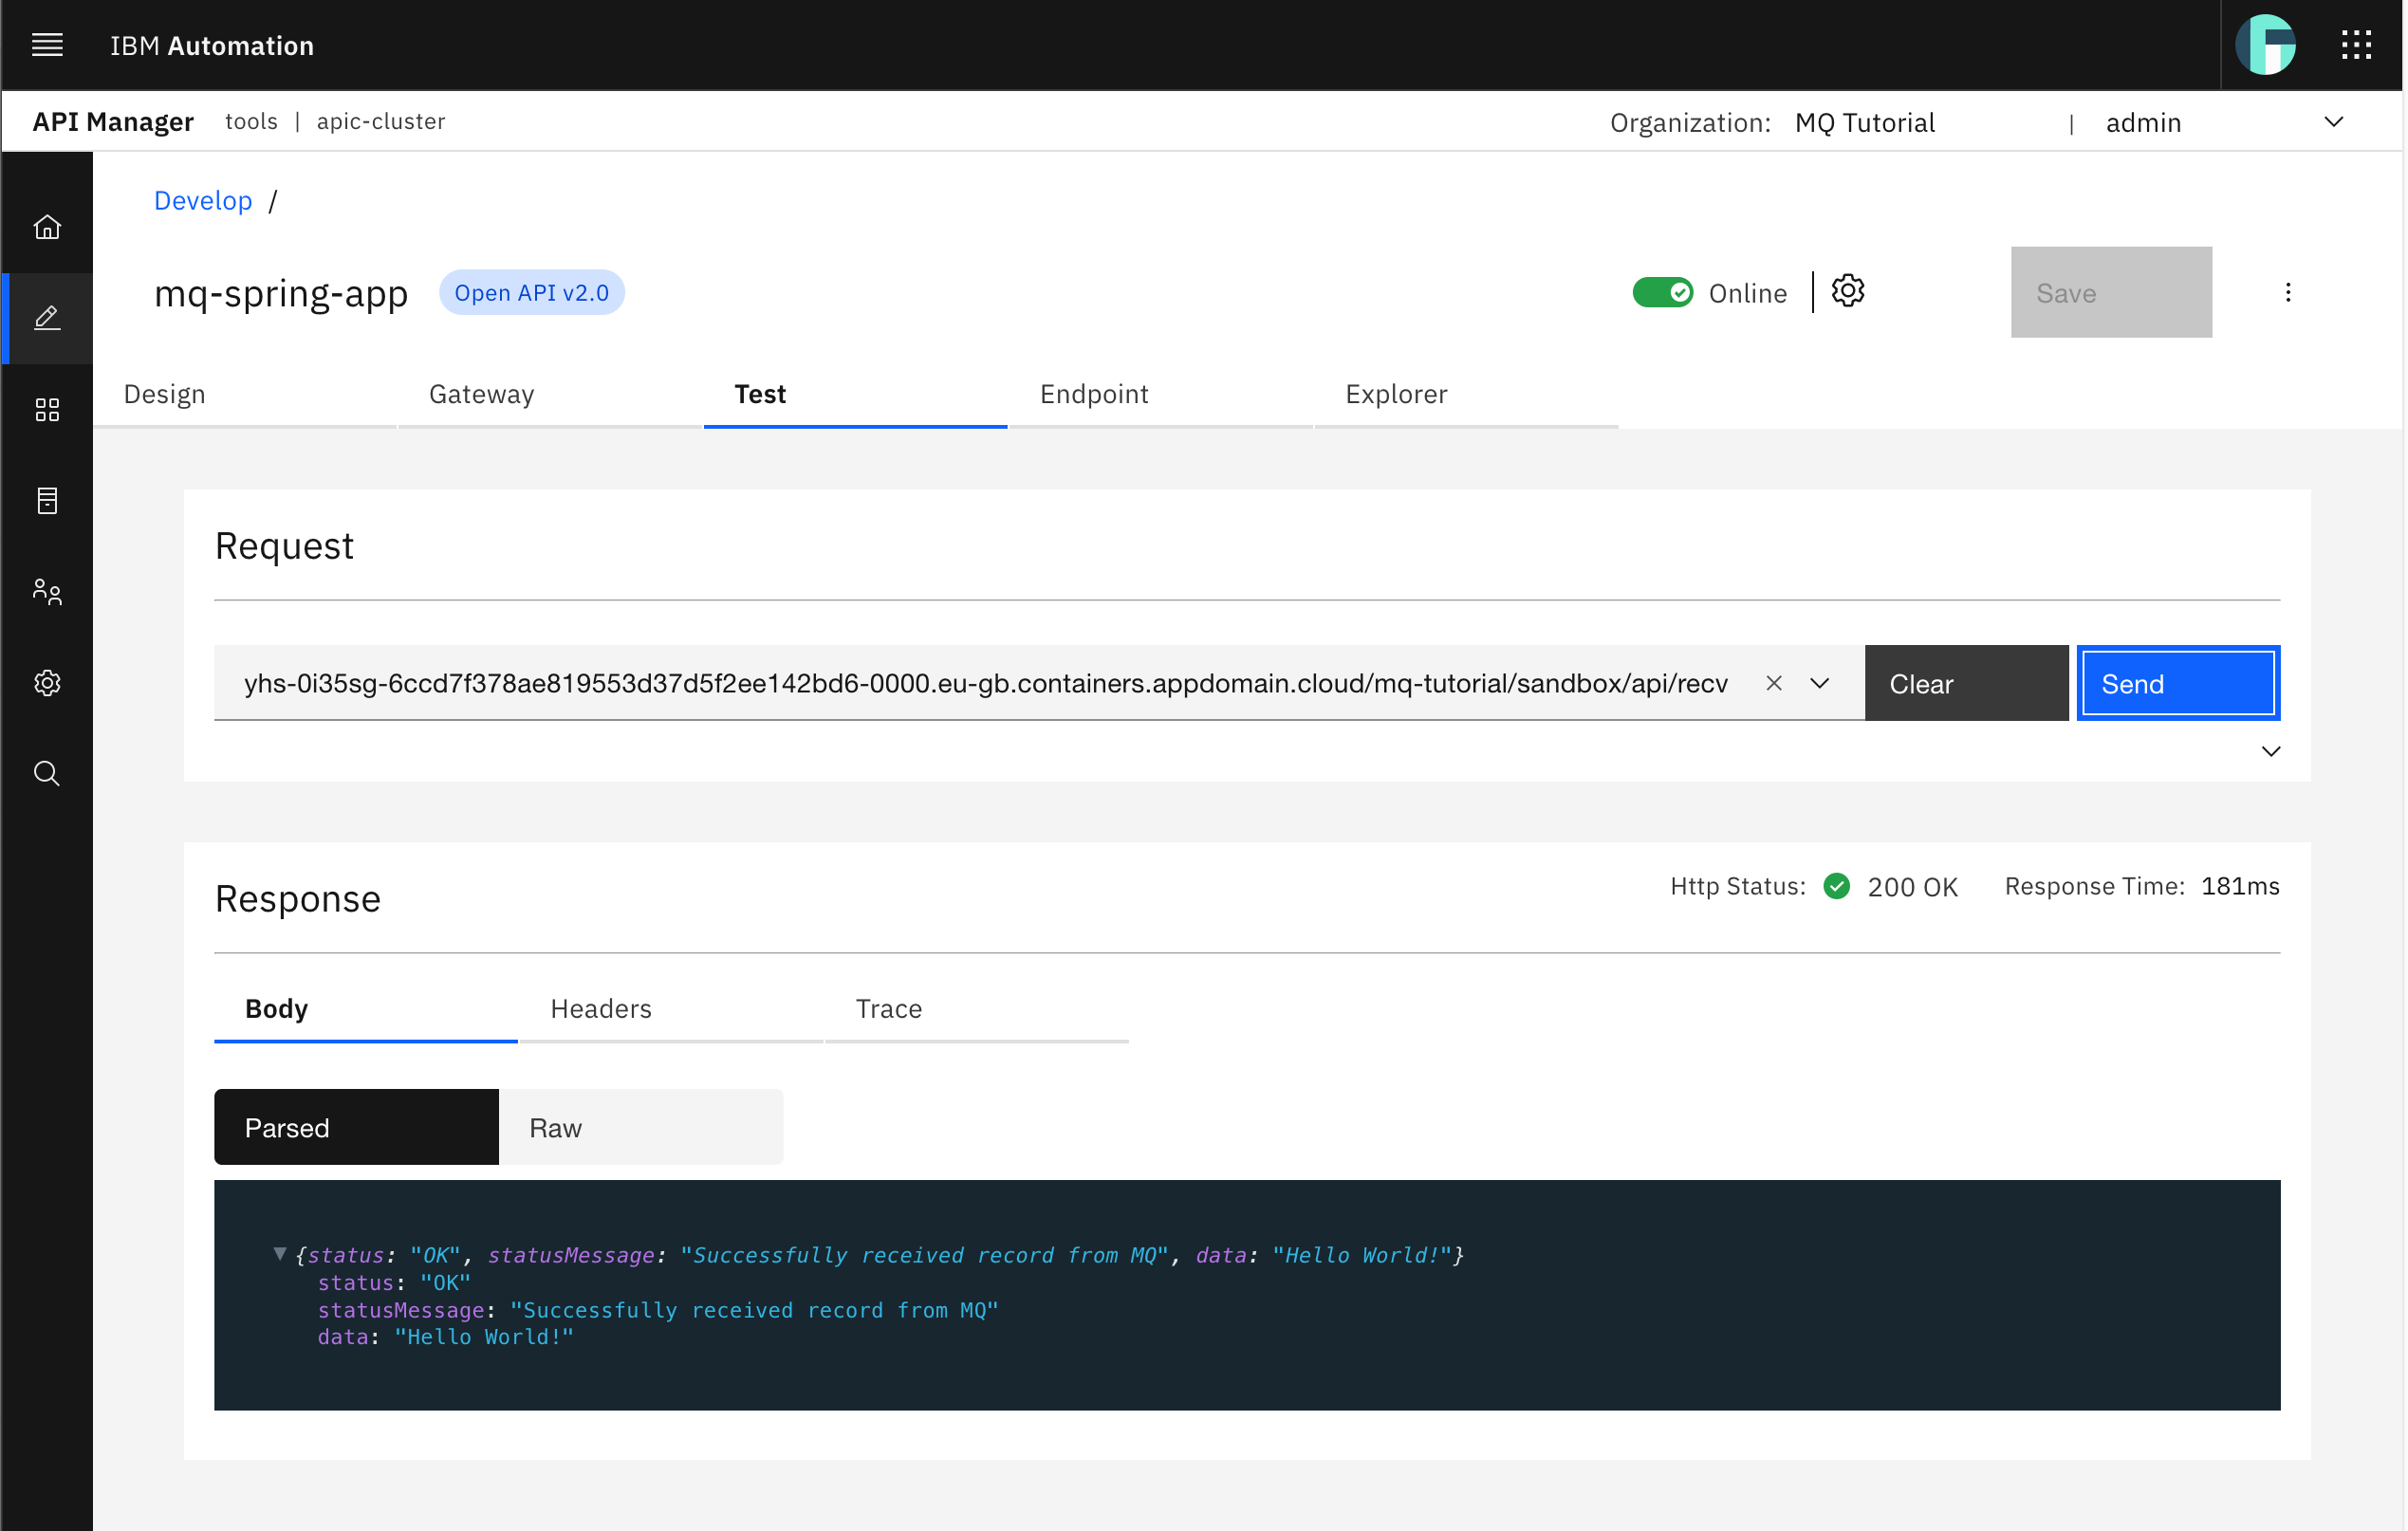 IBM Automation
API Manager tools | apic-cluster Organization: MQ Tutorial | admin
Develop /
mq-spring-app Open API v2.0 Online Save
Design Gateway Test Endpoint Explorer
Request
yhs-0i35sg-6ccd7f378ae819553d37d5f2ee142bd6-0000.eu-gb.containers.appdomain.cloud/mq-tutorial/sandbox/api/recv Clear Send
Response Http Status: 200 OK Response Time: 181ms
Body Headers Trace
Parsed Raw
{status: "OK", statusMessage: "Successfully received record from MQ", data: "Hello World!"}
status: "OK"
statusMessage: "Successfully received record from MQ"
data: "Hello World!"